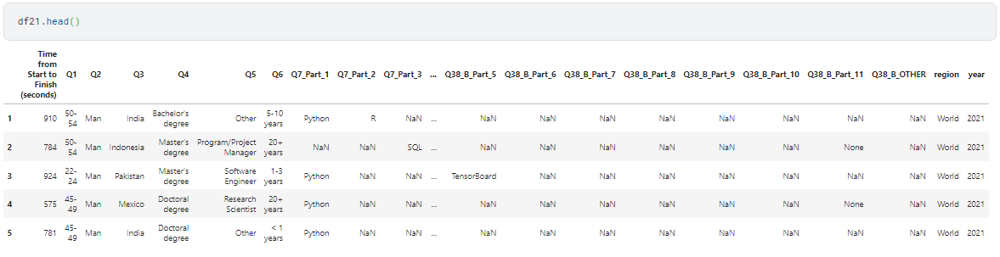 df21.head()
Time from Start to Finish (seconds) Q1 Q2 Q3 Q4 Q5 Q6 Q7_Part_1 Q7_Part_2 Q7_Part_3 ... Q38_B_Part_5 Q38_B_Part_6 Q38_B_Part_7 Q38_B_Part_8 Q38_B_Part_9 Q38_B_Part_10 Q38_B_Part_11 Q38_B_OTHER region year
1 910 50-54 Man India Bachelor's degree Other 5-10 years Python R NaN ... NaN NaN NaN NaN NaN NaN NaN NaN World 2021
2 784 50-54 Man Indonesia Master's degree Program/Project Manager 20+ years NaN NaN SQL ... NaN NaN NaN NaN NaN NaN None NaN World 2021
3 924 22-24 Man Pakistan Master's degree Software Engineer 1-3 years Python NaN NaN ... TensorBoard NaN NaN NaN NaN NaN NaN NaN World 2021
4 575 45-49 Man Mexico Doctoral degree Research Scientist 20+ years Python NaN NaN ... NaN NaN NaN NaN NaN NaN None NaN World 2021
5 781 45-49 Man India Doctoral degree Other < 1 years Python NaN NaN ... NaN NaN NaN NaN NaN NaN NaN NaN World 2021